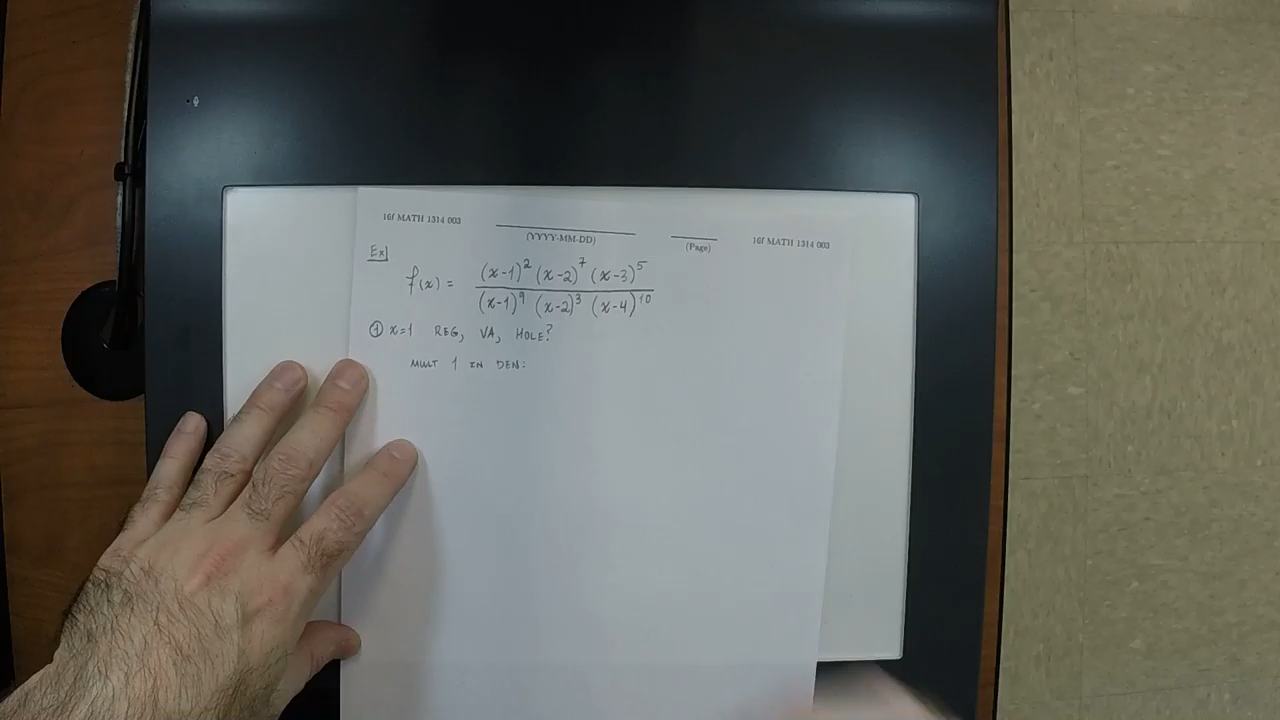 16f MATH 1314 003 (YYYY-MM-DD) (Page) 16f MATH 1314 003
Ex]
f(x) = (x-1)^2 (x-2)^7 (x-3)^5 / (x-1)^9 (x-2)^3 (x-4)^10
① x=1 REG, VA, HOLE?
MULT 1 IN DEN: